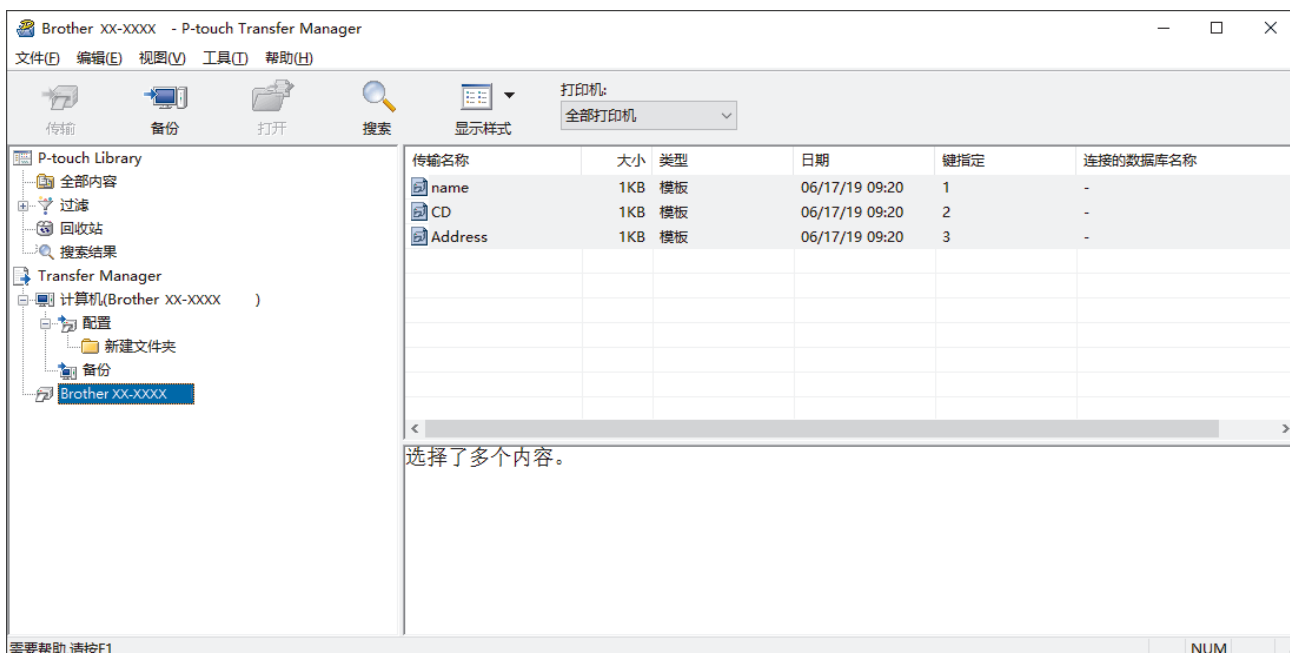 Brother XX-XXXX - P-touch Transfer Manager
文件(F) 编辑(E) 视图(V) 工具(T) 帮助(H)
传输 备份 打开 搜索 显示样式
打印机:
全部打印机
P-touch Library
全部内容
过滤
回收站
搜索结果
Transfer Manager
计算机(Brother XX-XXXX )
配置
新建文件夹
备份
Brother XX-XXXX
传输名称 大小 类型 日期 键指定 连接的数据库名称
name 1KB 模板 06/17/19 09:20 1 -
CD 1KB 模板 06/17/19 09:20 2 -
Address 1KB 模板 06/17/19 09:20 3 -
选择了多个内容。
需要帮助,请按F1 NUM